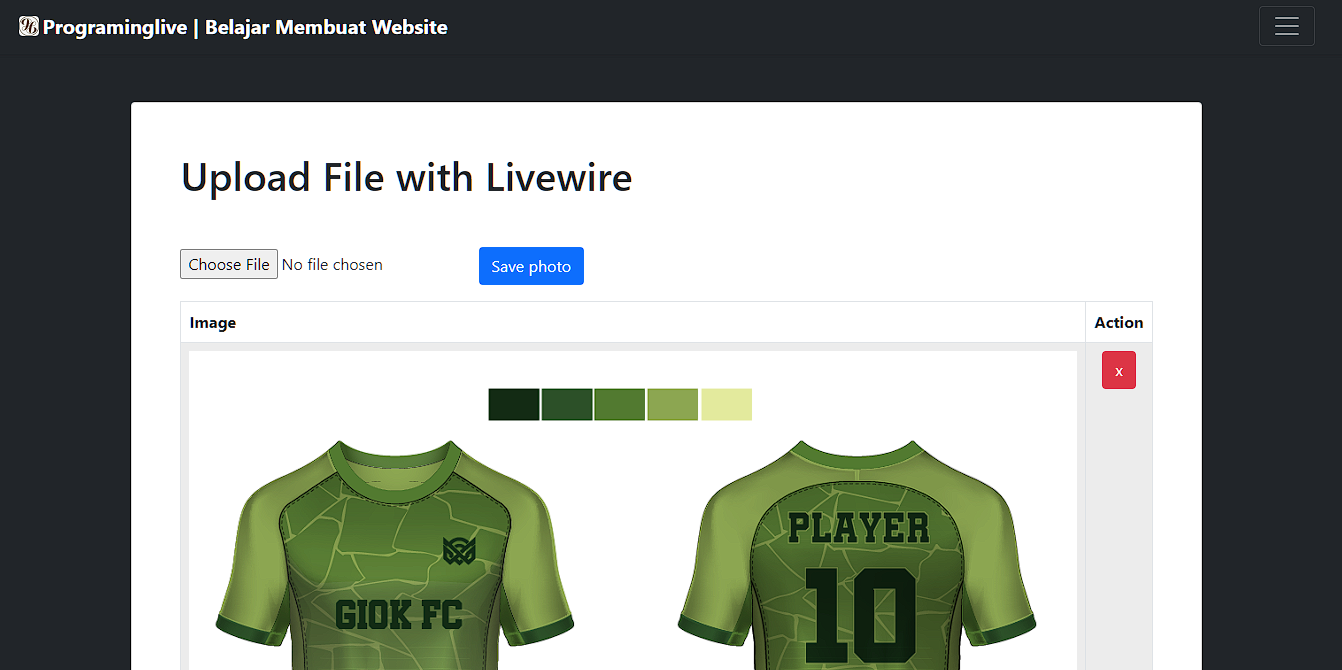 Programinglive | Belajar Membuat Website
Upload File with Livewire
Choose File No file chosen
Save photo
Image
Action
x
PLAYER
10
GIOK FC